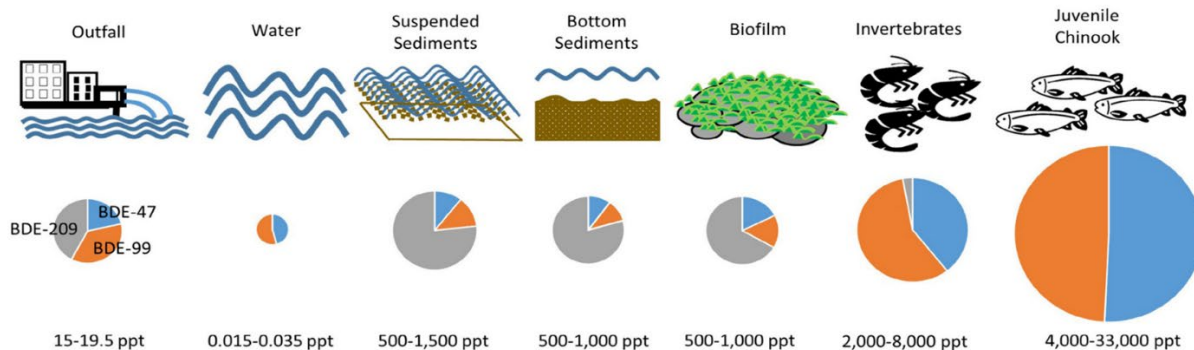 Outfall
Water
Suspended
Sediments
Bottom
Sediments
Biofilm
Invertebrates
Juvenile
Chinook
BDE-47
BDE-209
BDE-99
15-19.5 ppt
0.015-0.035 ppt
500-1,500 ppt
500-1,000 ppt
500-1,000 ppt
2,000-8,000 ppt
4,000-33,000 ppt